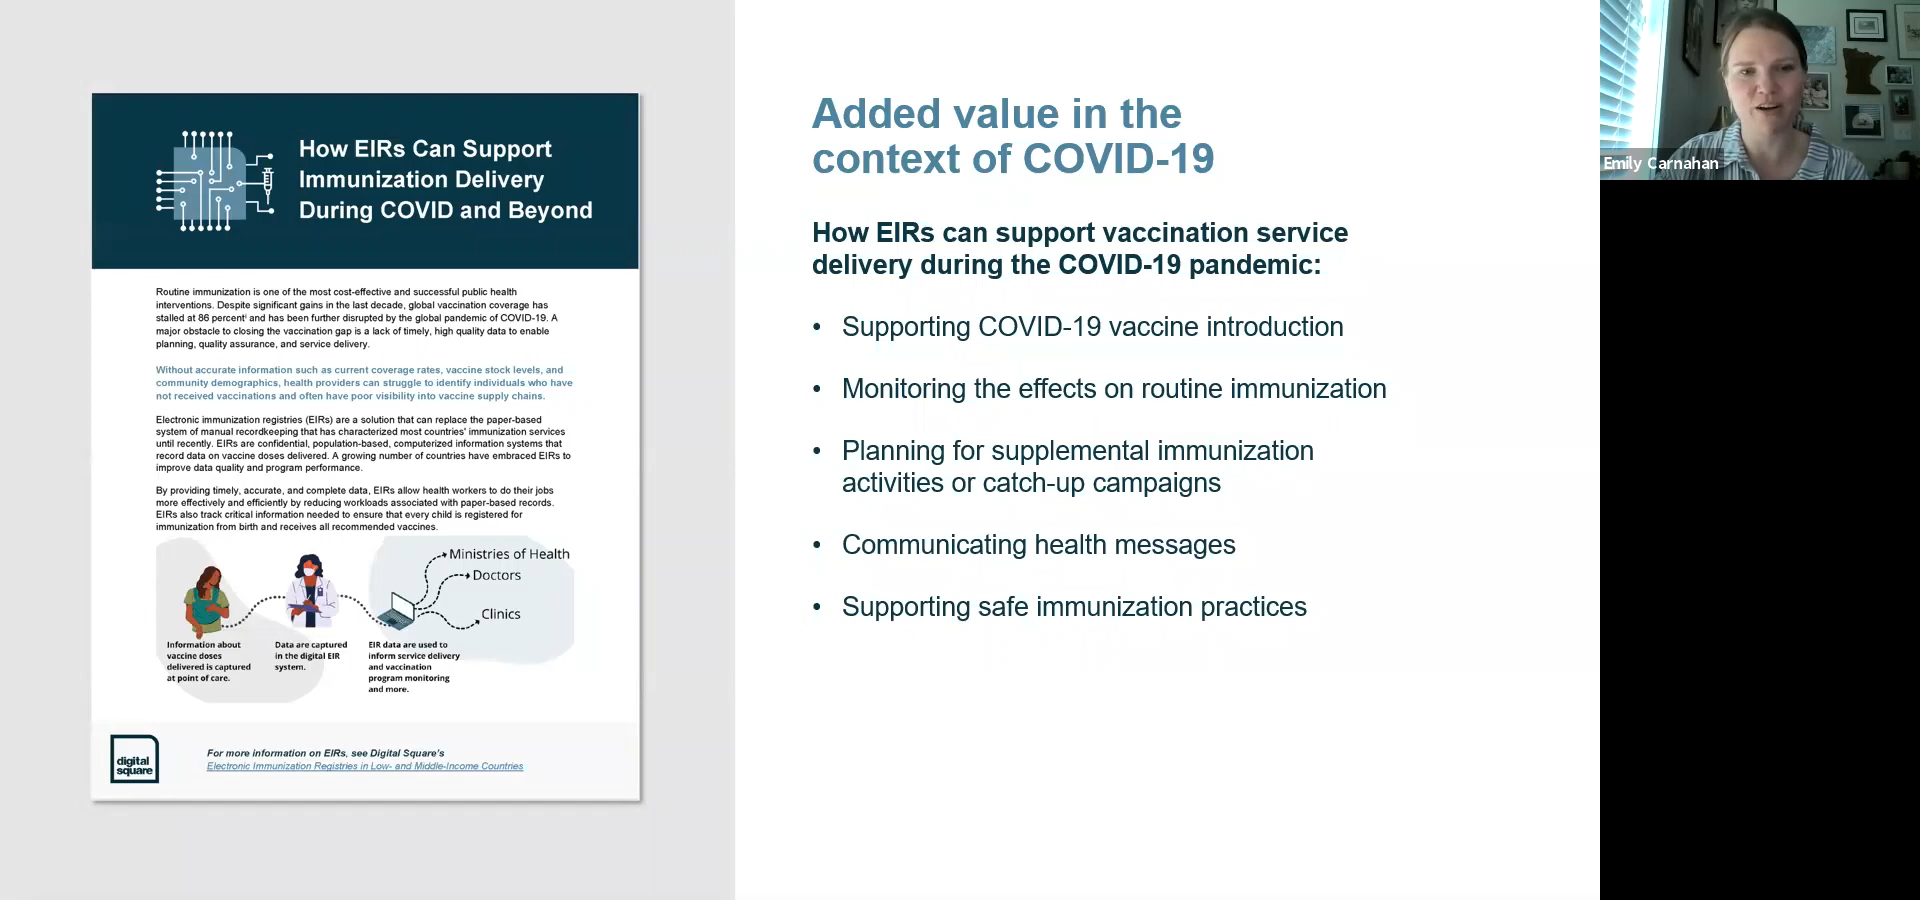 How EIRs Can Support
Immunization Delivery
During COVID and Beyond
Routine immunization is one of the most cost-effective and successful public health
interventions. Despite significant gains in the last decade, global vaccination coverage has
stalled at 86 percentⁱ and has been further disrupted by the global pandemic of COVID-19. A
major obstacle to closing the vaccination gap is a lack of timely, high quality data to enable
planning, quality assurance, and service delivery.
Without accurate information such as current coverage rates, vaccine stock levels, and
community demographics, health providers can struggle to identify individuals who have
not received vaccinations and often have poor visibility into vaccine supply chains.
Electronic immunization registries (EIRs) are a solution that can replace the paper-based
system of manual recordkeeping that has characterized most countries' immunization services
until recently. EIRs are confidential, population-based, computerized information systems that
record data on vaccine doses delivered. A growing number of countries have embraced EIRs to
improve data quality and program performance.
By providing timely, accurate, and complete data, EIRs allow health workers to do their jobs
more effectively and efficiently by reducing workloads associated with paper-based records.
EIRs also track critical information needed to ensure that every child is registered for
immunization from birth and receives all recommended vaccines.
Ministries of Health
Doctors
Clinics
Information about
vaccine doses
delivered is captured
at point of care.
Data are captured
in the digital EIR
system.
EIR data are used to
inform service delivery
and vaccination
program monitoring
and more.
digital
square
For more information on EIRs, see Digital Square's
Electronic Immunization Registries in Low- and Middle-Income Countries
Added value in the
context of COVID-19
How EIRs can support vaccination service
delivery during the COVID-19 pandemic:
• Supporting COVID-19 vaccine introduction
• Monitoring the effects on routine immunization
• Planning for supplemental immunization
activities or catch-up campaigns
• Communicating health messages
• Supporting safe immunization practices
Emily Carnahan